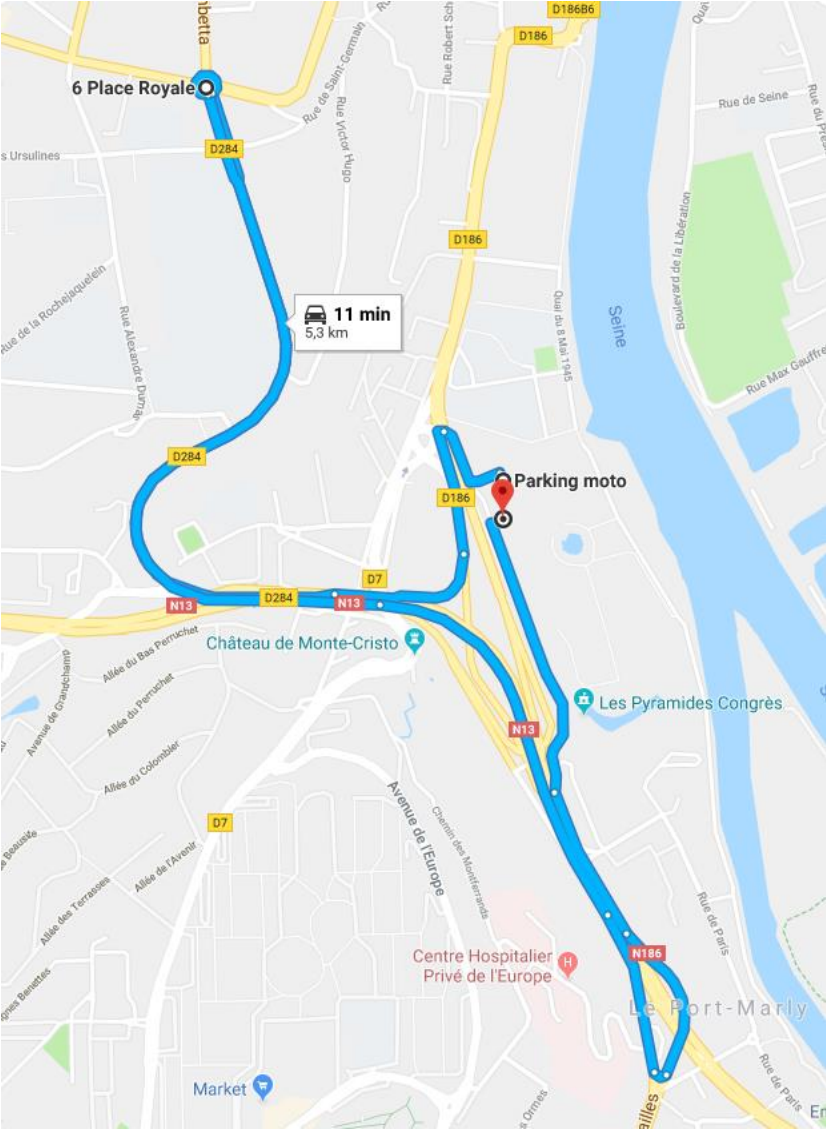 mbetta
D186B6
D186
6 Place Royale
Rue de Saint-Germain
Rue Robert Sch
Rue de Seine
D284
s Ursulines
Rue Victor Hugo
Boulevard de la Libération
D186
Rue de la Rochejaquelein
11 min
5,3 km
Quai du 8 Mai 1945
Seine
Rue Alexandre Dumas
Rue Max Gauffre
D284
Parking moto
D186
D7
D284
N13
N13
Château de Monte-Cristo
Allée du Bas Perruchet
Avenue de Grandchamp
Allée du Perruchet
Les Pyramides Congrès
N13
Allée du Colombier
Avenue de l'Europe
Chemin des Montferrands
D7
Allée de l'Avenir
Allée des Terrasses
Rue de Paris
Centre Hospitalier
Privé de l'Europe
H
N186
Le Port-Marly
Rue de Paris
Market
ailles
s Ormes